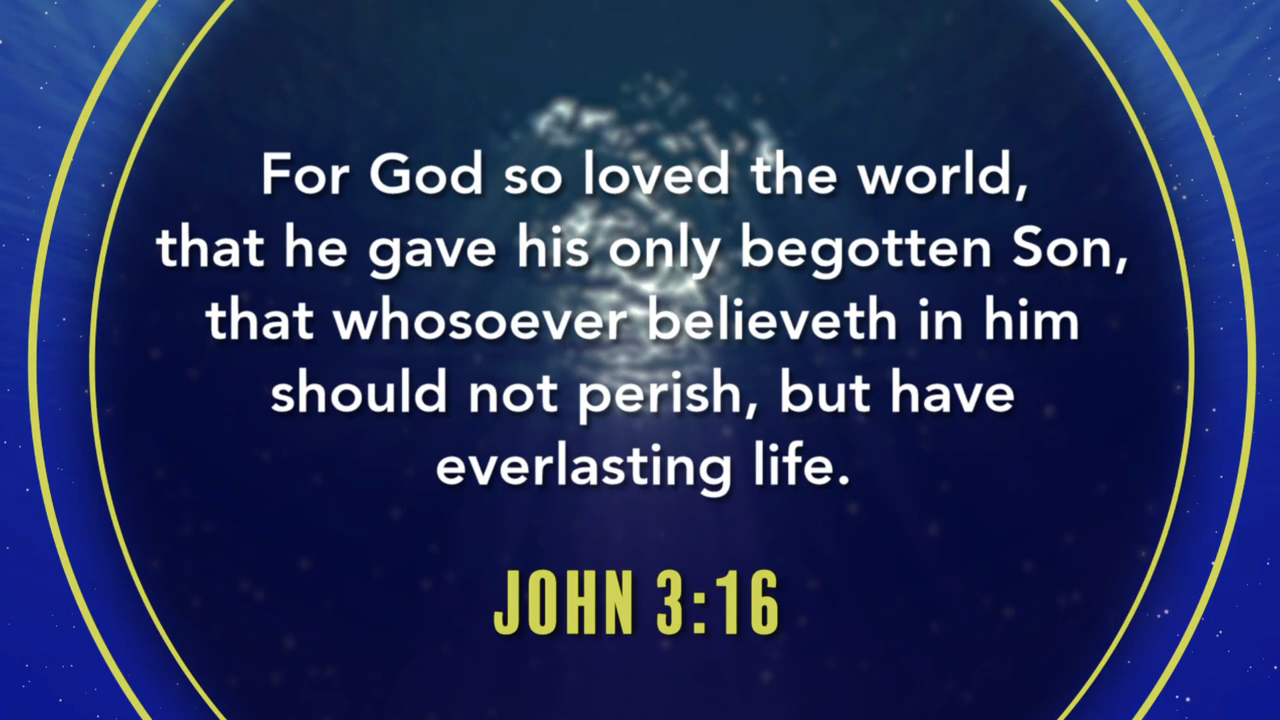 For God so loved the world,
that he gave his only begotten Son,
that whosoever believeth in him
should not perish, but have
everlasting life.
JOHN 3:16